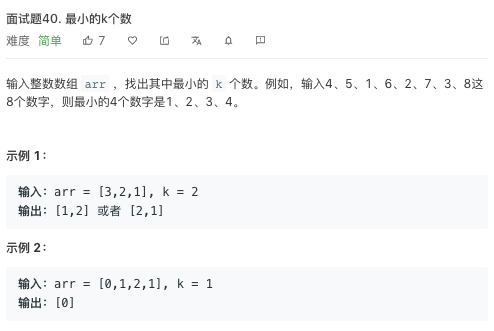 面试题40. 最小的k个数
难度 简单 7
输入整数数组 arr ，找出其中最小的 k 个数。例如，输入4、5、1、6、2、7、3、8这
8个数字，则最小的4个数字是1、2、3、4。
示例 1：
输入：arr = [3,2,1], k = 2
输出：[1,2] 或者 [2,1]
示例 2：
输入：arr = [0,1,2,1], k = 1
输出：[0]